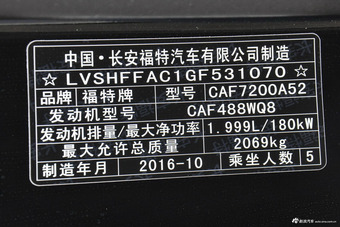 中国·长安福特汽车有限公司制造
☆LVSHFFAC1GF531070☆
品牌 福特牌 型号 CAF7200A52
发动机型号 CAF488WQ8
发动机排量/最大净功率 1.999L/180kW
最大允许总质量 2069kg
制造年月 2016-10 乘坐人数 5